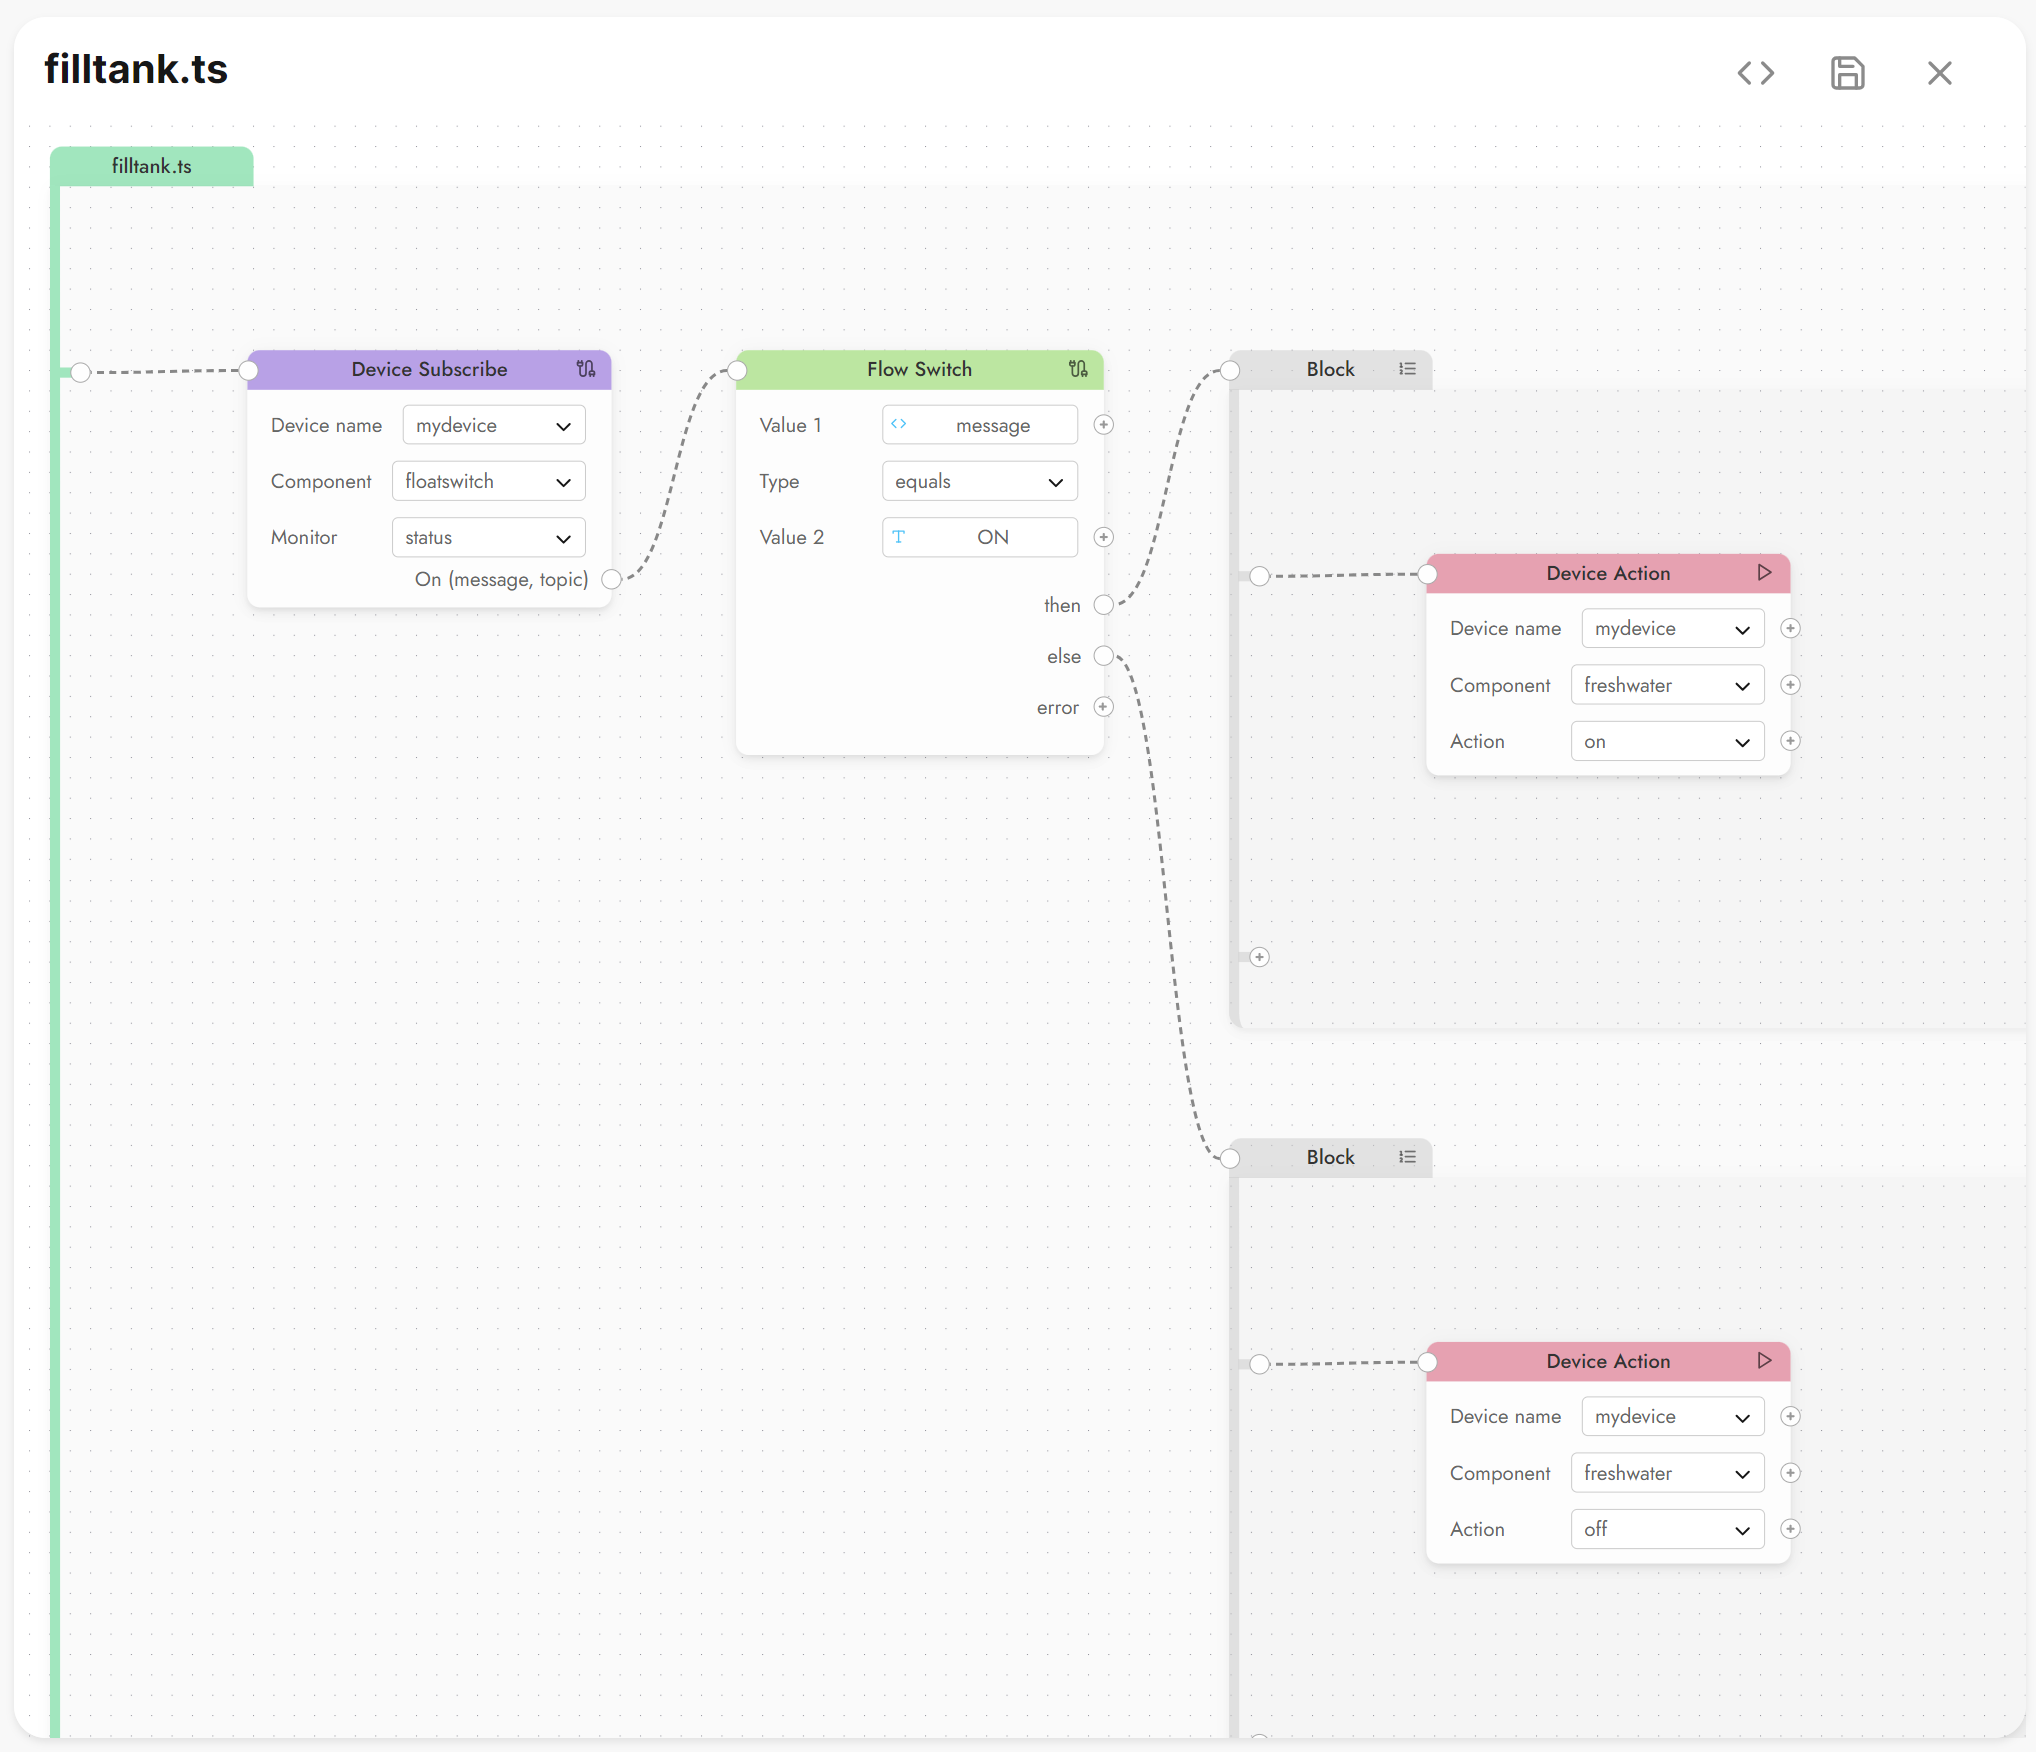 filltank.ts
filltank.ts
Device Subscribe
Device name mydevice
Component floatswitch
Monitor status
On (message, topic)
Flow Switch
Value 1 message
Type equals
Value 2 T ON
then
else
error
Block
Device Action
Device name mydevice
Component freshwater
Action on
Block
Device Action
Device name mydevice
Component freshwater
Action off